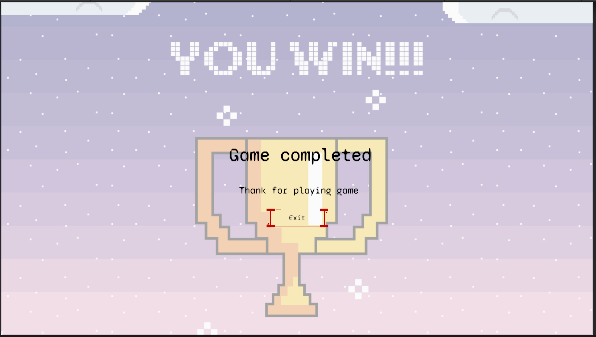 YOU WIN!!!
Game completed
Thank for playing game
Exit